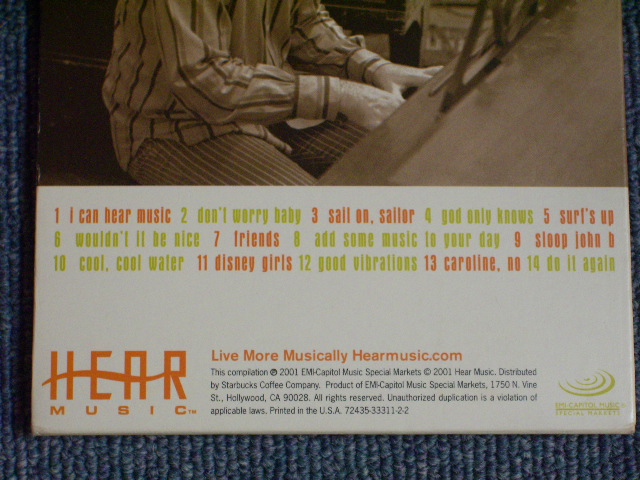 1 i can hear music 2 don't worry baby 3 sail on, sailor 4 god only knows 5 surf's up
6 wouldn't it be nice 7 friends 8 add some music to your day 9 sloop john b
10 cool, cool water 11 disney girls 12 good vibrations 13 caroline, no 14 do it again
HEAR
MUSIC™
Live More Musically Hearmusic.com
This compilation ℗ 2001 EMI-Capitol Music Special Markets © 2001 Hear Music. Distributed
by Starbucks Coffee Company. Product of EMI-Capitol Music Special Markets, 1750 N. Vine
St., Hollywood, CA 90028. All rights reserved. Unauthorized duplication is a violation of
applicable laws. Printed in the U.S.A. 72435-33311-2-2
EMI-CAPITOL MUSIC
SPECIAL MARKETS